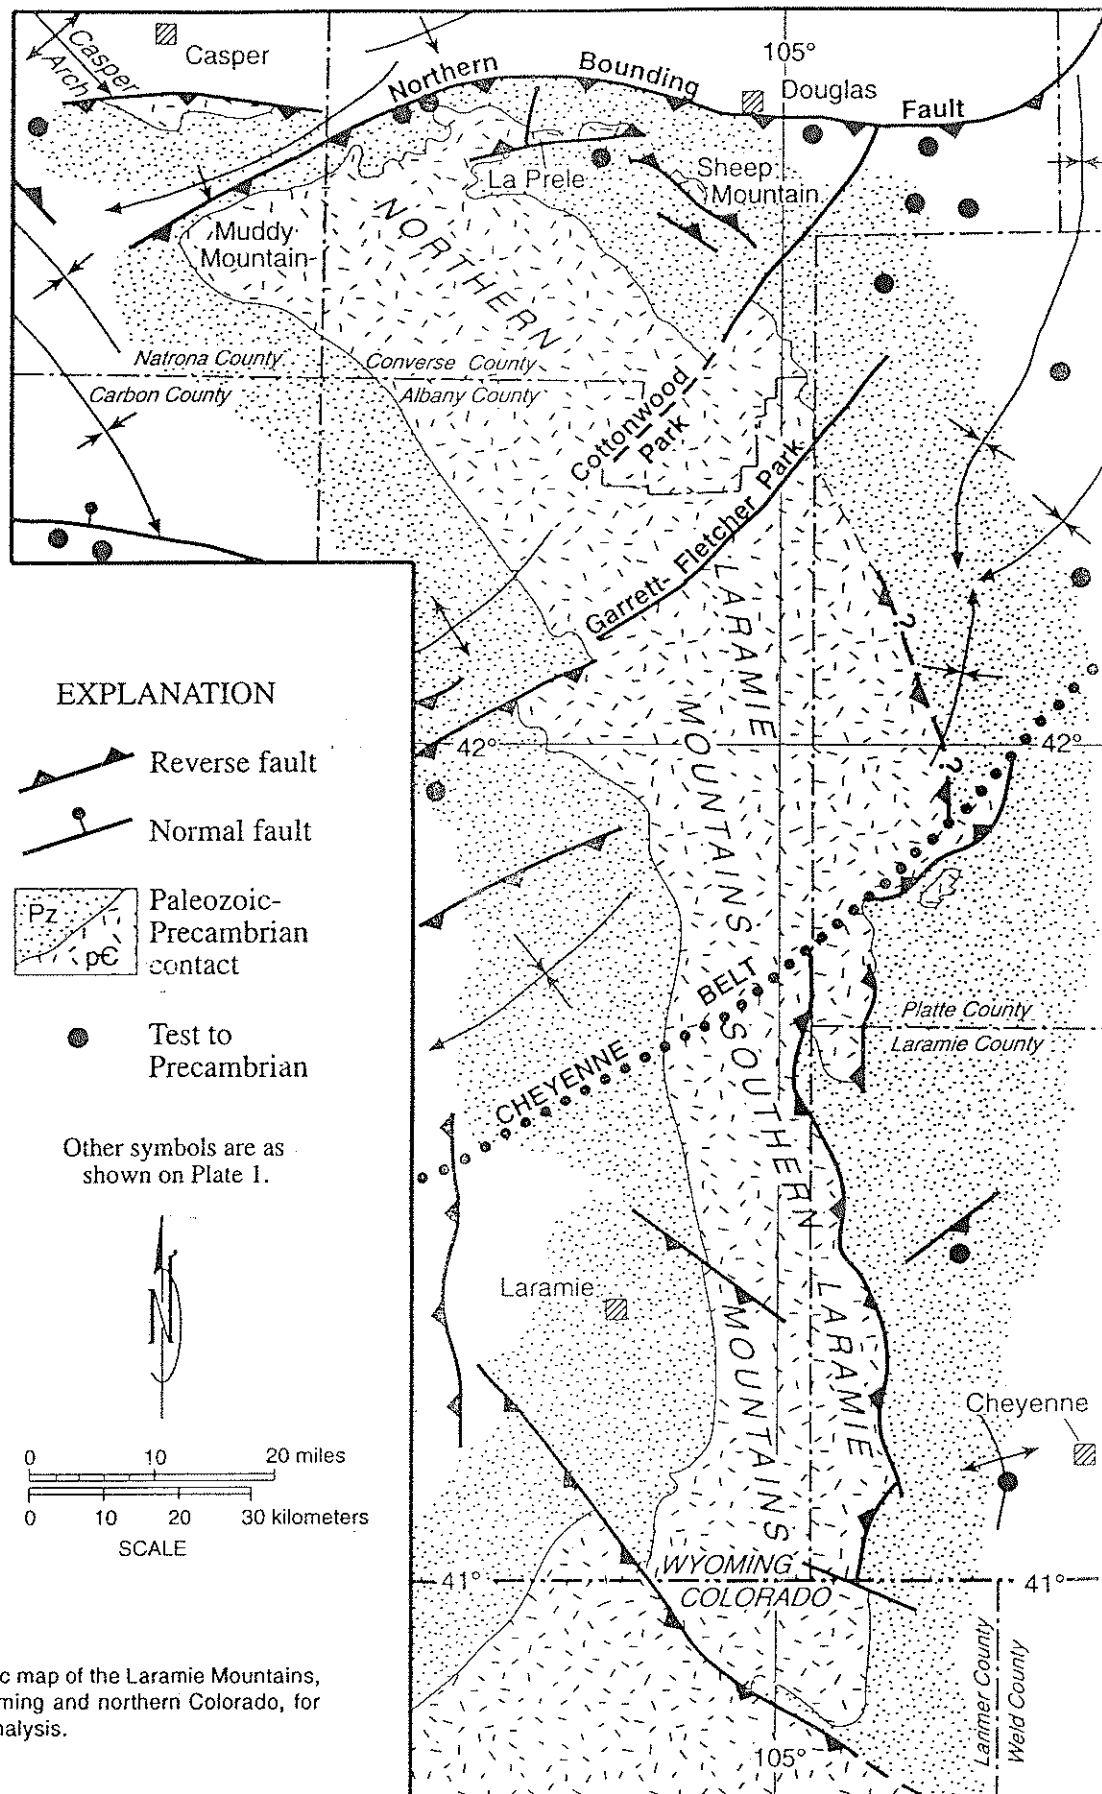 Casper
Arch
Casper
105°
Northern
Bounding
Fault
Douglas
La Prele
Sheep
Mountain
Muddy
Mountain
NORTHERN
Natrona County
Converse County
Carbon County
Albany County
Cottonwood
Park
Garrett-Fletcher Park
LARAMIE
MOUNTAINS
?
42°
42°
?
EXPLANATION
Reverse fault
Normal fault
Pz
p€
Paleozoic-
Precambrian
contact
Test to
Precambrian
Other symbols are as
shown on Plate 1.
N
0 10 20 miles
0 10 20 30 kilometers
SCALE
CHEYENNE
BELT
Platte County
Laramie County
SOUTHERN
LARAMIE
MOUNTAINS
Laramie
Cheyenne
WYOMING
COLORADO
41°
41°
Larimer County
Weld County
105°
c map of the Laramie Mountains,
ming and northern Colorado, for
nalysis.